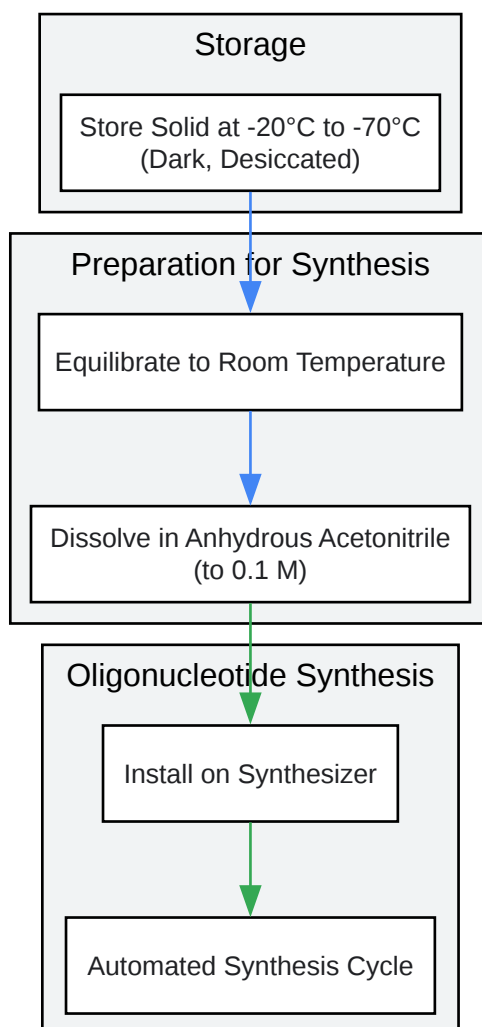 Storage
Store Solid at -20°C to -70°C
(Dark, Desiccated)
Preparation for Synthesis
Equilibrate to Room Temperature
Dissolve in Anhydrous Acetonitrile
(to 0.1 M)
Oligonucleotide Synthesis
Install on Synthesizer
Automated Synthesis Cycle